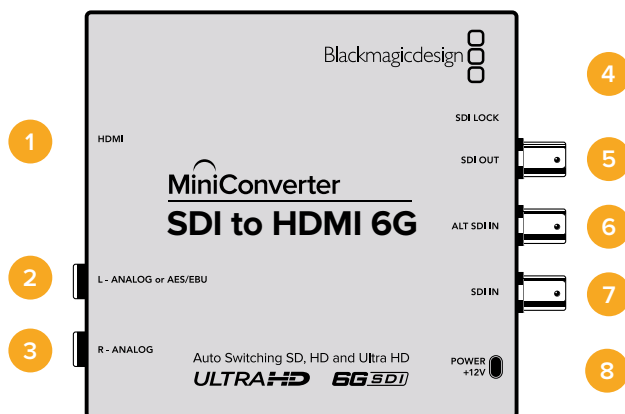 Blackmagicdesign
4
SDI LOCK
1
HDMI
SDI OUT
5
MiniConverter
SDI to HDMI 6G
ALT SDI IN
6
2
L - ANALOG or AES/EBU
SDI IN
7
3
R - ANALOG
Auto Switching SD, HD and Ultra HD
POWER
+12V
8
ULTRAHD 6G SDI